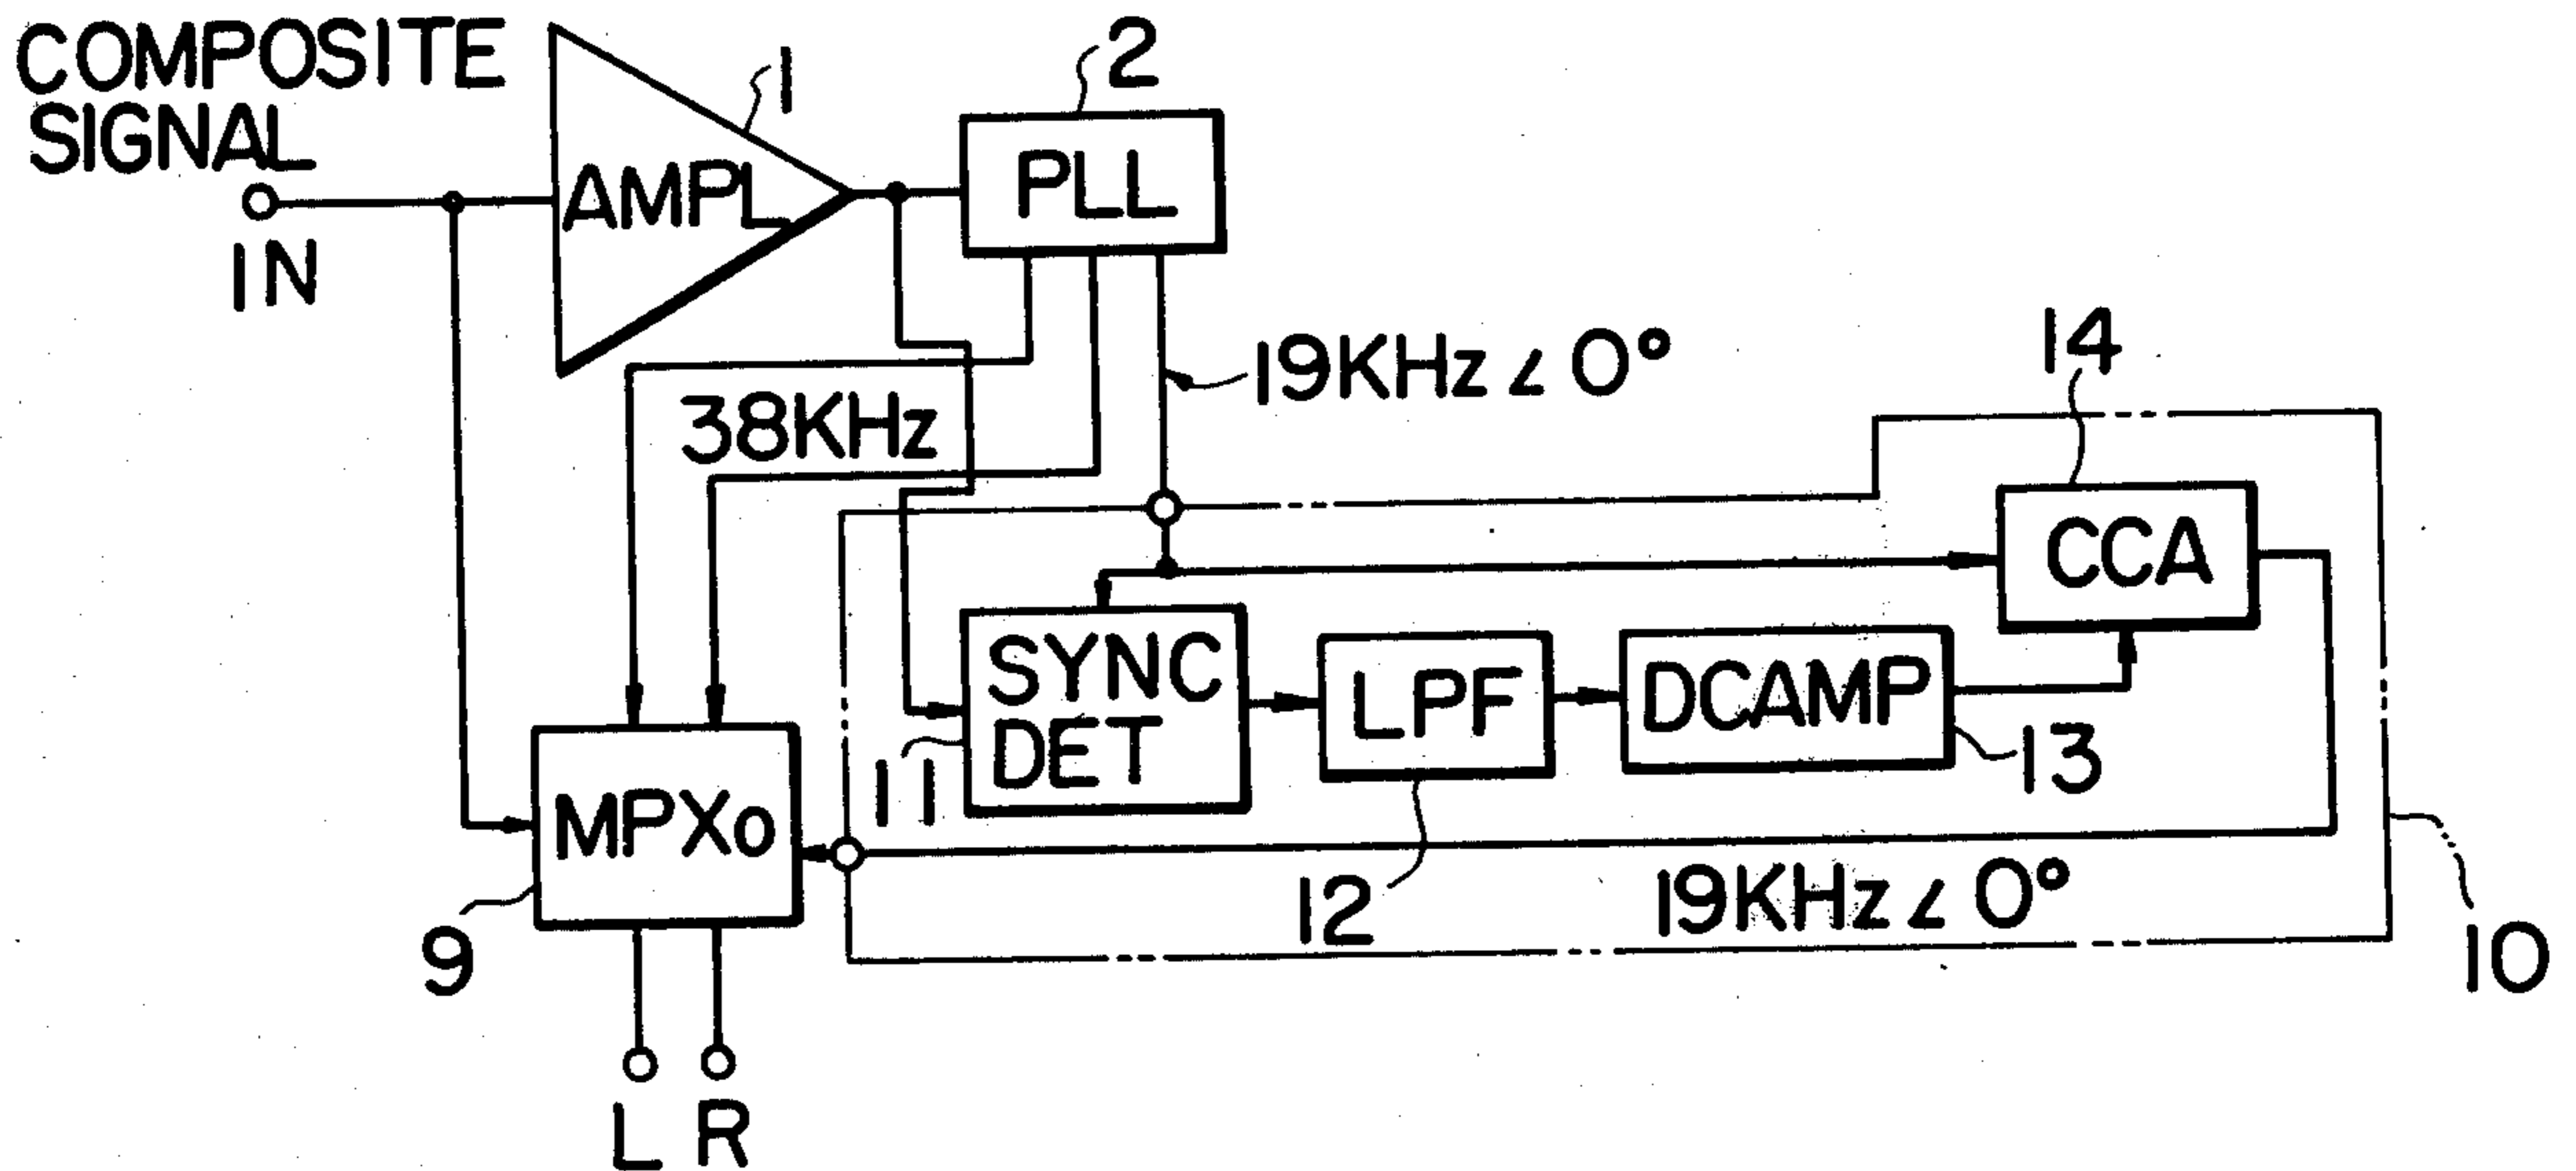 COMPOSITE
SIGNAL
IN
1
AMPL
2
PLL
19KHz ∠ 0°
38KHz
14
CCA
SYNC
DET
11
LPF
12
DCAMP
13
MPXo
9
19KHz ∠ 0°
10
L R